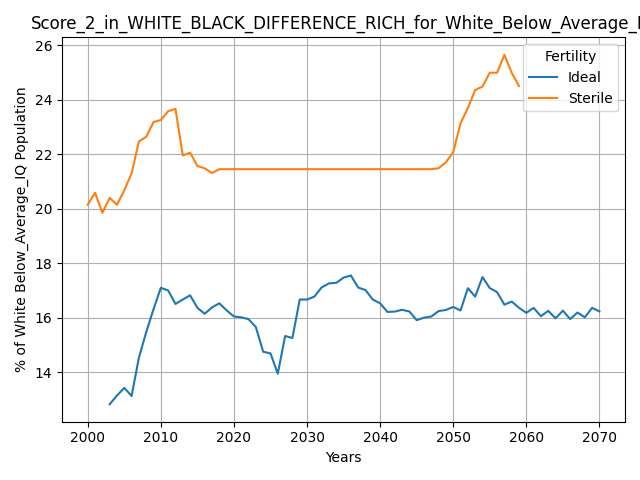 Score_2_in_WHITE_BLACK_DIFFERENCE_RICH_for_White_Below_Average_I
% of White Below_Average_IQ Population
26
24
22
20
18
16
14
Fertility
Ideal
Sterile
2000 2010 2020 2030 2040 2050 2060 2070
Years